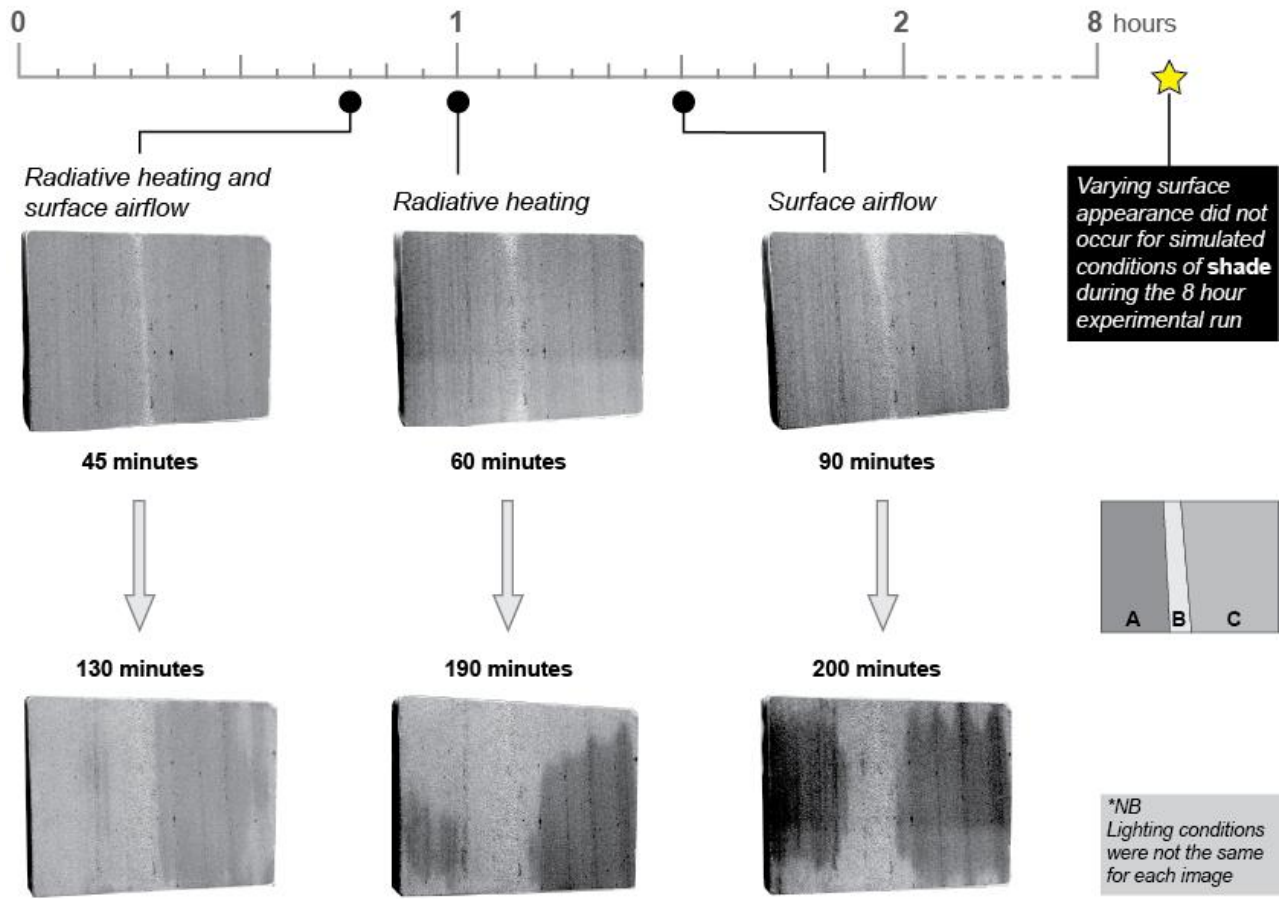 0
1
2
8 hours
Radiative heating and
surface airflow
Radiative heating
Surface airflow
Varying surface
appearance did not
occur for simulated
conditions of shade
during the 8 hour
experimental run
45 minutes
60 minutes
90 minutes
A B C
130 minutes
190 minutes
200 minutes
*NB
Lighting conditions
were not the same
for each image